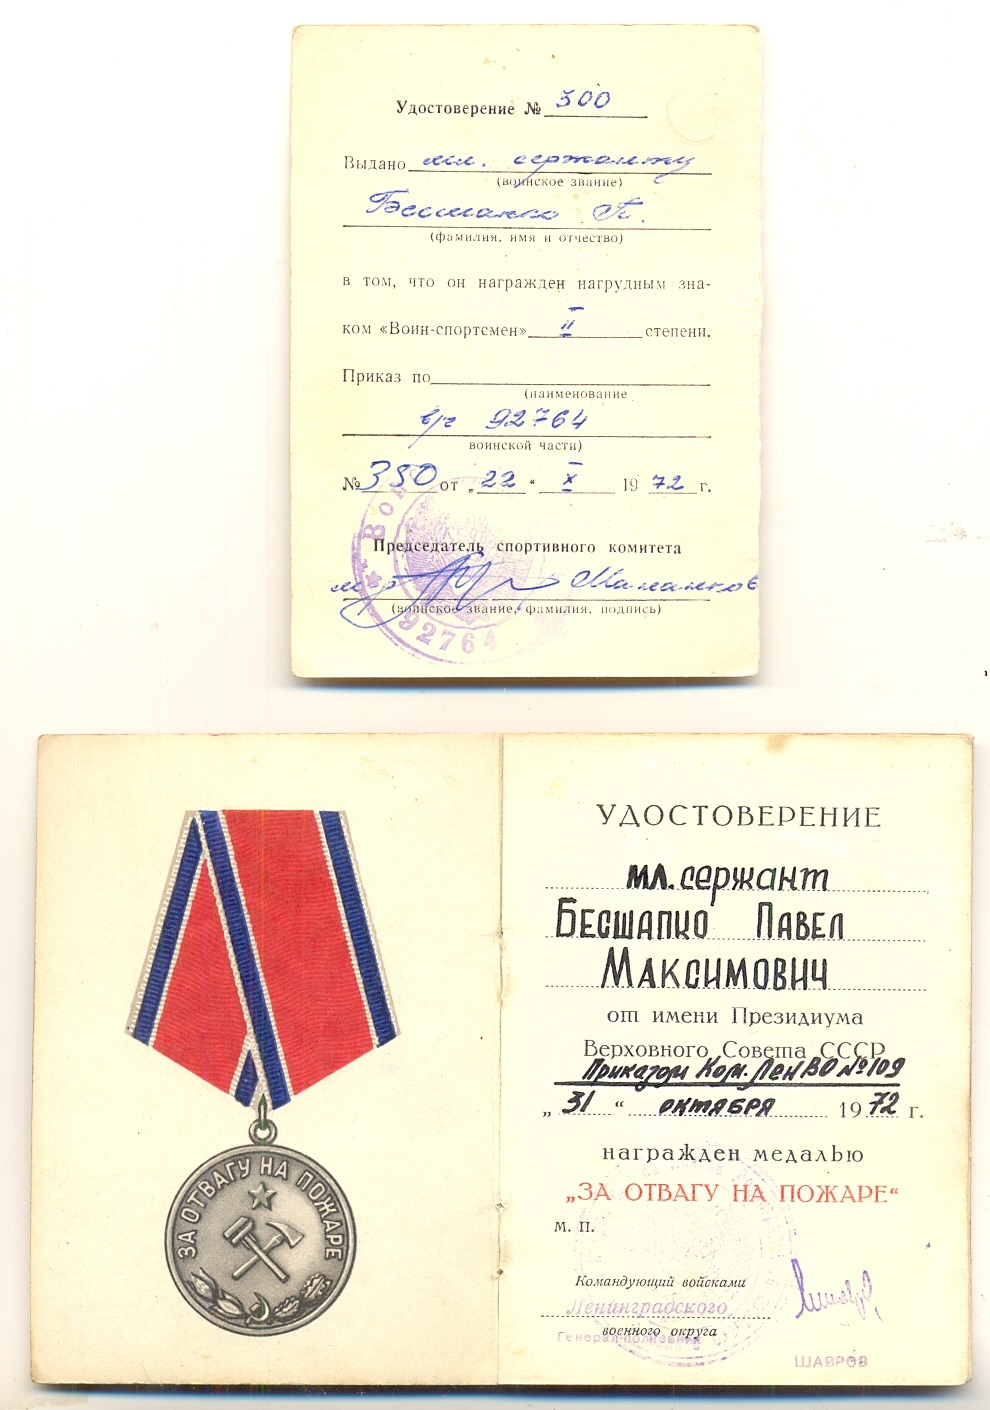 Удостоверение № 300
Выдано мл. сержанту
(воинское звание)
Бесшапко П.
(фамилия, имя и отчество)
в том, что он награжден нагрудным зна-
ком «Воин-спортсмен» II степени.
Приказ по
(наименование
в/ч 92764
воинской части)
№ 350 от „22“ X 1972 г.
Председатель спортивного комитета
(воинское звание, фамилия, подпись)
92764
УДОСТОВЕРЕНИЕ
мл. сержант
БЕСШАПКО ПАВЕЛ
МАКСИМОВИЧ
от имени Президиума
Верховного Совета СССР
Приказом Ком. ЛенВО № 109
„31“ ОКТЯБРЯ 1972 г.
награжден медалью
„ЗА ОТВАГУ НА ПОЖАРЕ“
м. п.
Командующий войсками
Ленинградского
военного округа
Генерал-полковник
ШАВРОВ
ЗА ОТВАГУ НА ПОЖАРЕ